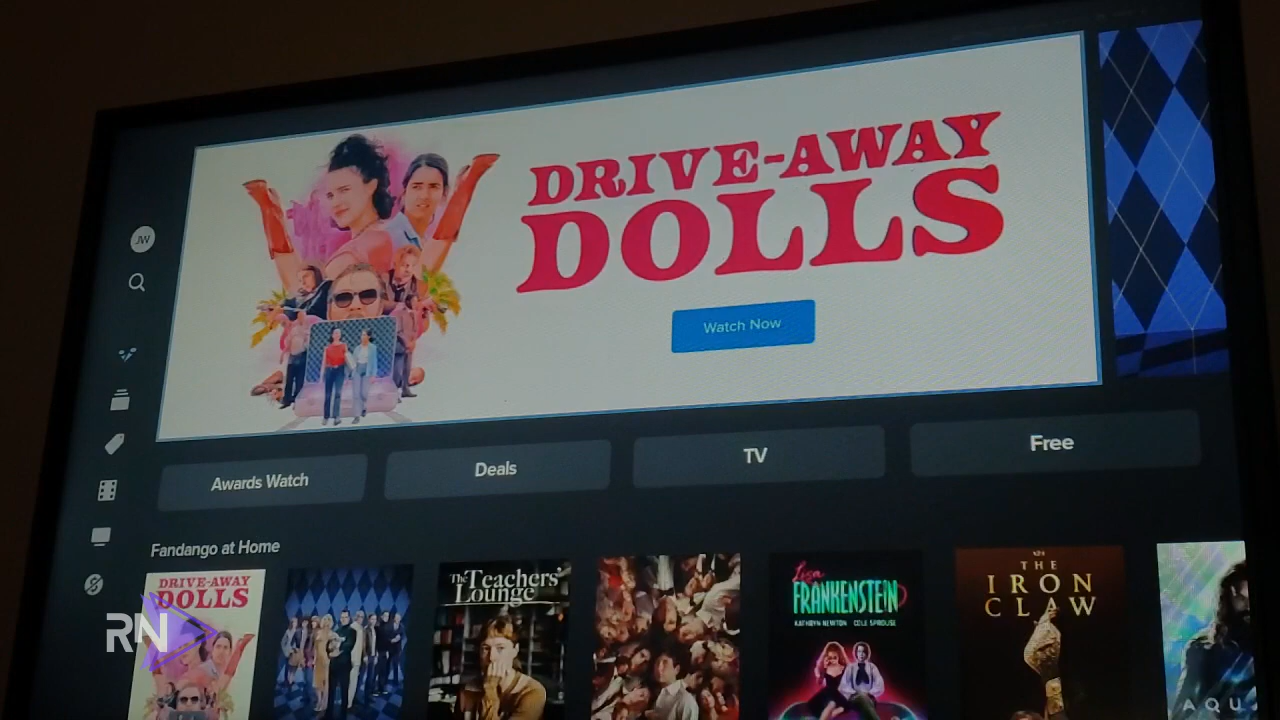 DRIVE-AWAY
DOLLS
Watch Now
JW
Awards Watch
Deals
TV
Free
Fandango at Home
DRIVE-AWAY
DOLLS
The Teachers'
Lounge
Lisa
FRANKENSTEIN
KATHRYN NEWTON COLE SPROUSE
THE
IRON
CLAW
AQU
RN